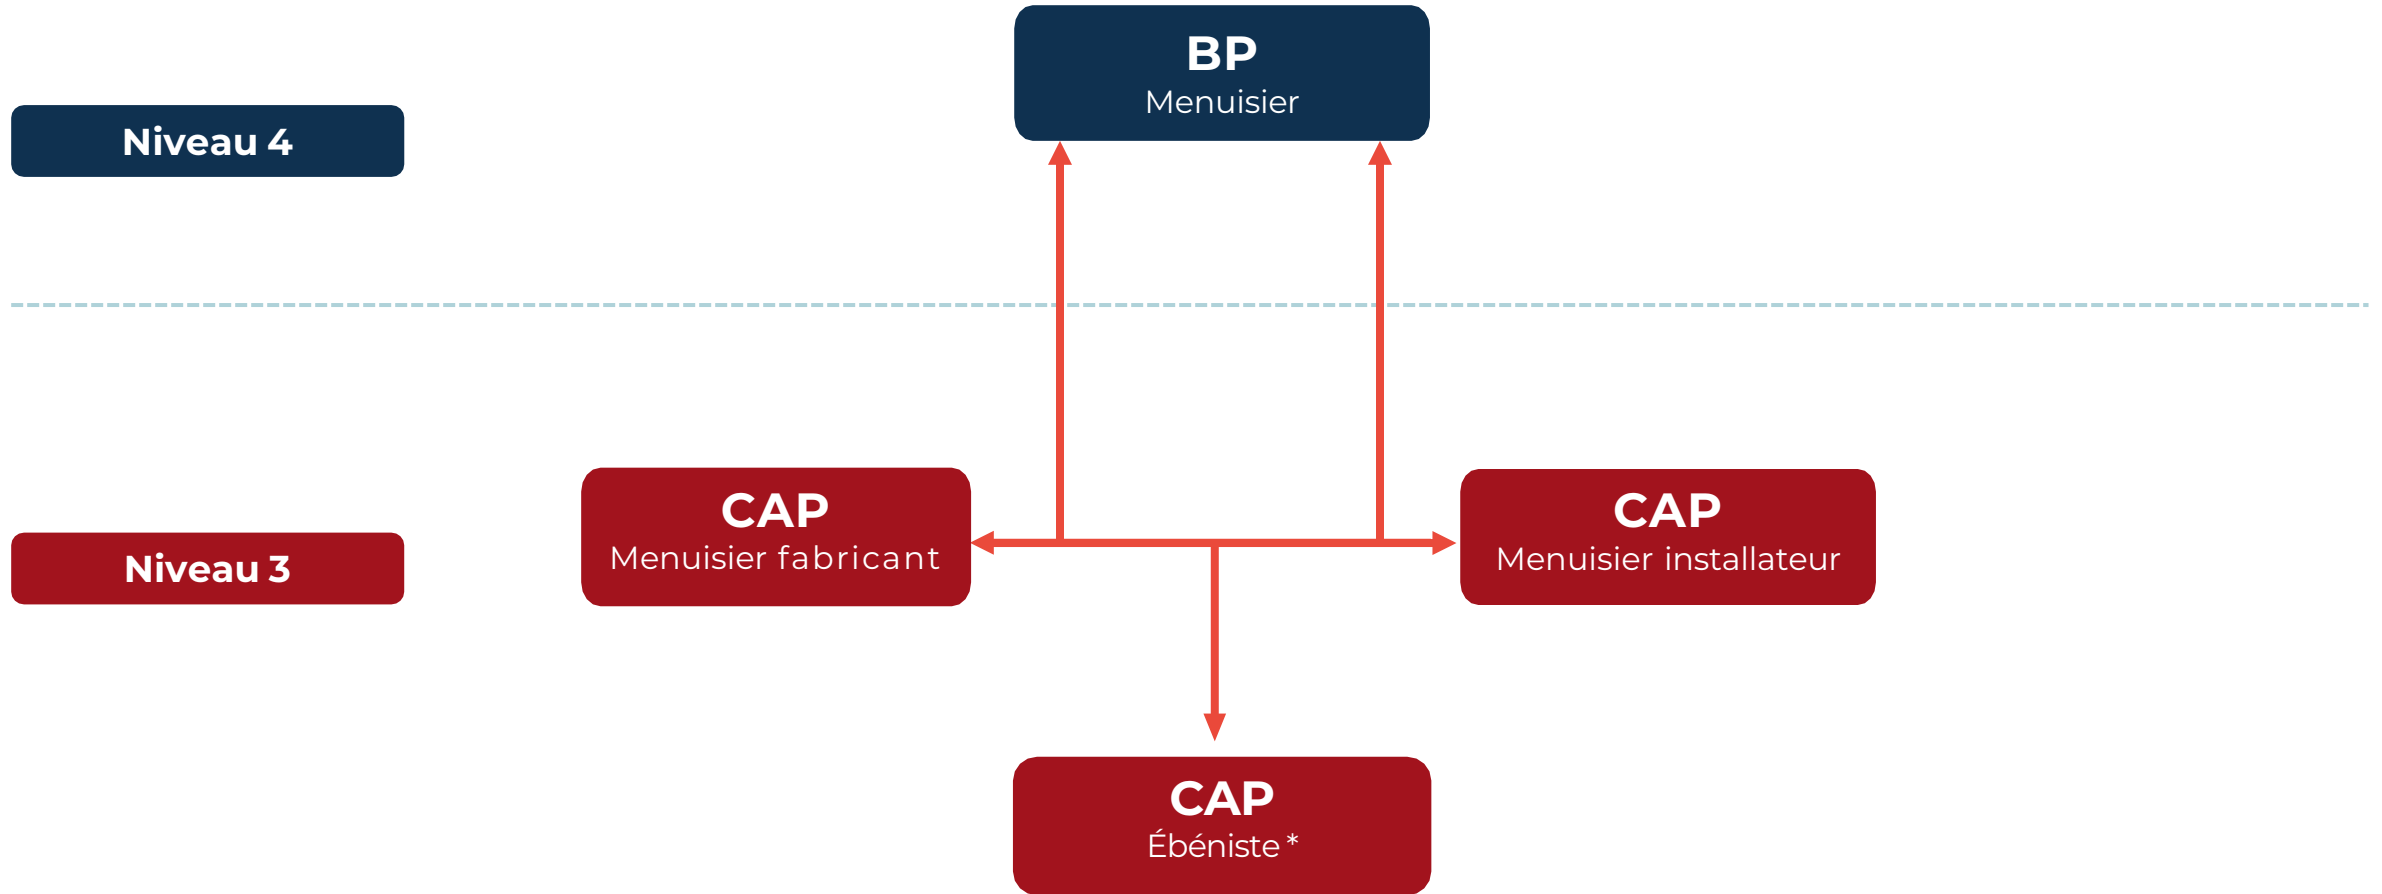 BP
Menuisier
Niveau 4
CAP
Menuisier fabricant
CAP
Menuisier installateur
Niveau 3
CAP
Ébéniste *